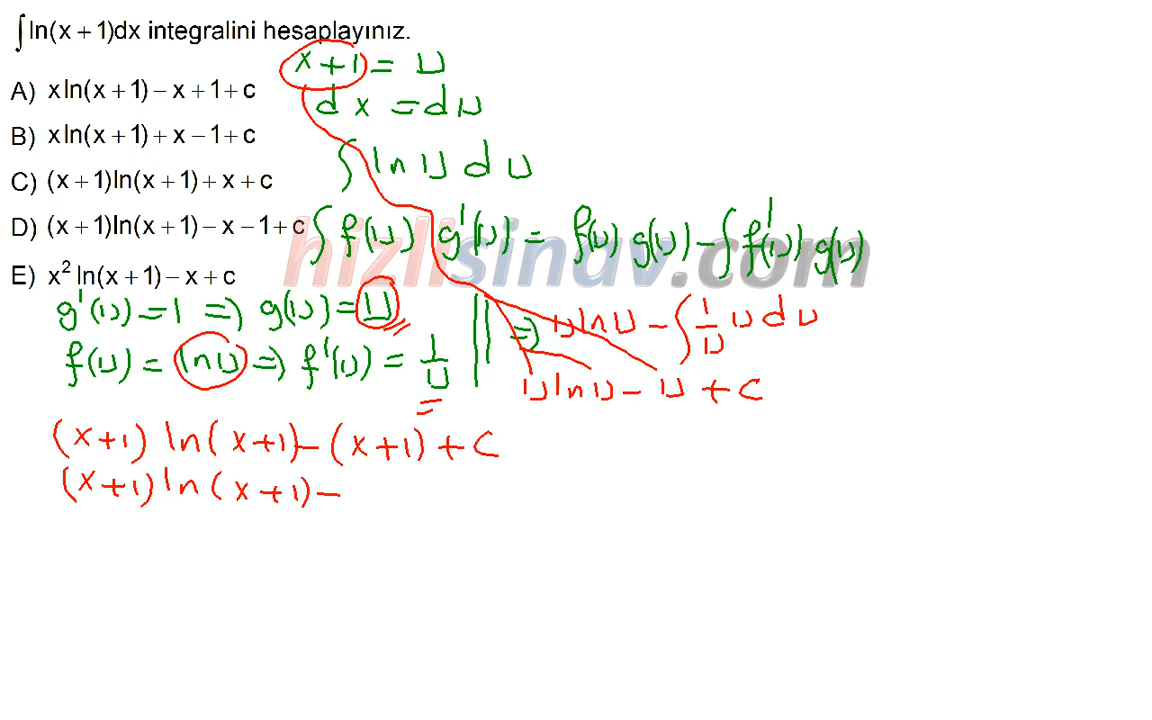 ∫ln(x + 1)dx integralini hesaplayınız.
A) xln(x + 1) − x + 1 + c
B) xln(x + 1) + x − 1 + c
C) (x + 1)ln(x + 1) + x + c
D) (x + 1)ln(x + 1) − x − 1 + c
E) x² ln(x + 1) − x + c
x + 1 = u
dx = du
∫ ln u du
∫ f(u) g'(u) = f(u) g(u) − ∫ f'(u) g(u)
hizlisinav.com
g'(u) = 1 ⇒ g(u) = u
f(u) = ln u ⇒ f'(u) = 1/u
⇒ u ln u − ∫ 1/u u du
u ln u − u + c
(x+1) ln(x+1) − (x+1) + c
(x+1) ln(x+1) −